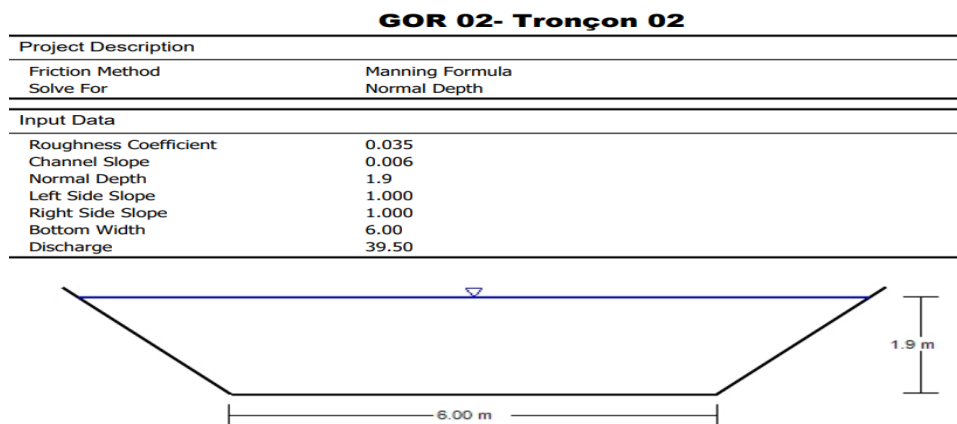 GOR 02- Tronçon 02
Project Description
Friction Method Manning Formula
Solve For Normal Depth
Input Data
Roughness Coefficient 0.035
Channel Slope 0.006
Normal Depth 1.9
Left Side Slope 1.000
Right Side Slope 1.000
Bottom Width 6.00
Discharge 39.50
1.9 m
6.00 m